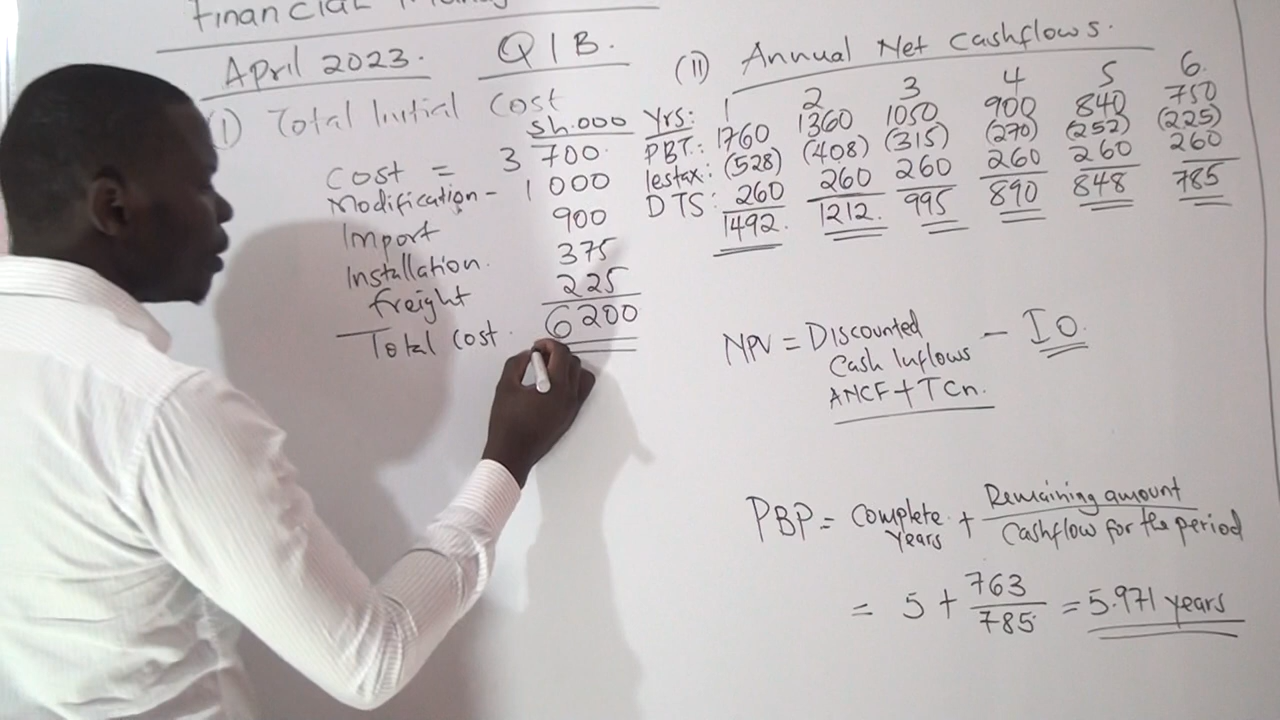 Financial
April 2023. Q1B.
(I) Total Initial Cost
Sh.000
Cost = 3 700
Modification - 1 000
Import 900
Installation. 375
freight 225
Total Cost. 6200
(II) Annual Net Cashflows.
Yrs: 1 2 3 4 5 6.
PBT: 1760 1360 1050 900 840 750
lestax: (528) (408) (315) (270) (252) (225)
DTS: 260 260 260 260 260 260
1492. 1212. 995 890 848 785
NPV = Discounted Cash Inflows - IO.
ANCF + TCn.
PBP = Complete Years + Remaining amount / Cashflow for the period
= 5 + 763 / 785 = 5.971 years